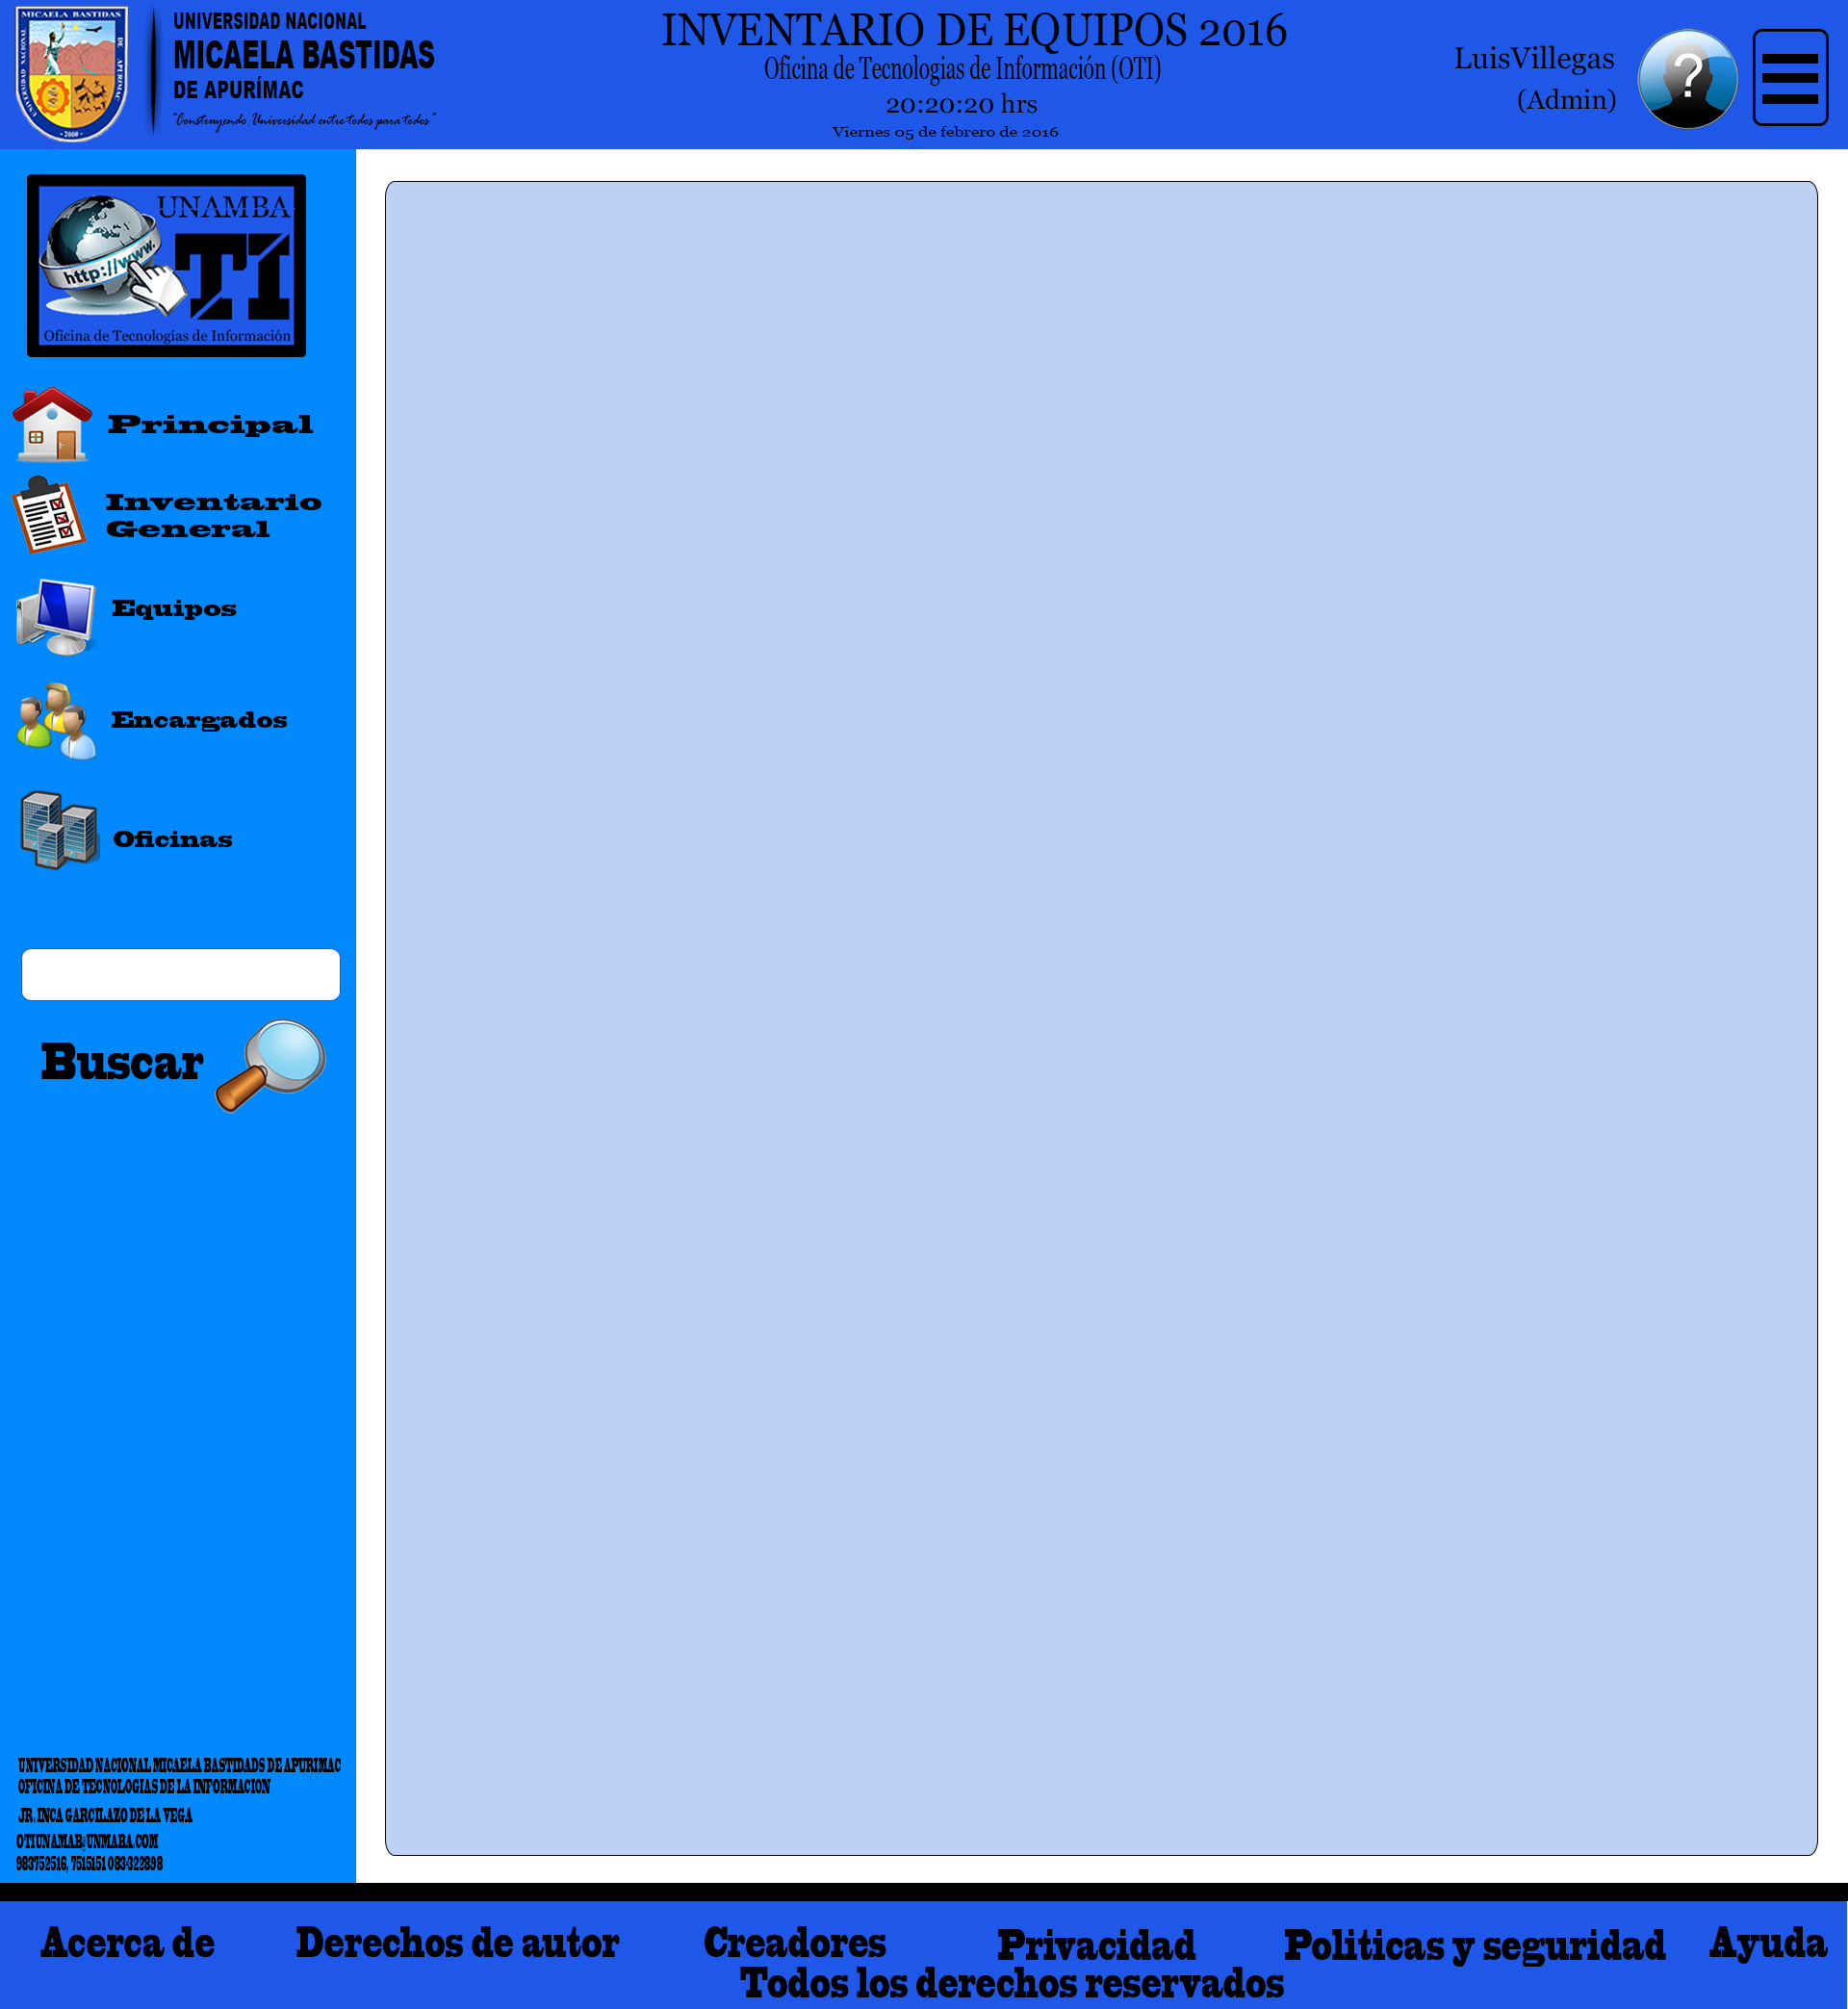 MICAELA BASTIDAS
UNIVERSIDAD NACIONAL
DE APURIMAC
- 2000 -
UNIVERSIDAD NACIONAL
MICAELA BASTIDAS
DE APURÍMAC
"Construyendo Universidad entre todos para todos"
INVENTARIO DE EQUIPOS 2016
Oficina de Tecnologias de Información (OTI)
20:20:20 hrs
Viernes 05 de febrero de 2016
LuisVillegas
(Admin)
?
UNAMBA
http://www.
TI
Oficina de Tecnologías de Información
Principal
Inventario
General
Equipos
Encargados
Oficinas
Buscar
UNIVERSIDAD NACIONAL MICAELA BASTIDADS DE APURIMAC
OFICINA DE TECNOLOGIAS DE LA INFORMACION
JR. INCA GARCILAZO DE LA VEGA
OTIUNAMAB@UNMABA.COM
983752516, 7515151 083-322898
Acerca de
Derechos de autor
Creadores
Privacidad
Politicas y seguridad
Ayuda
Todos los derechos reservados